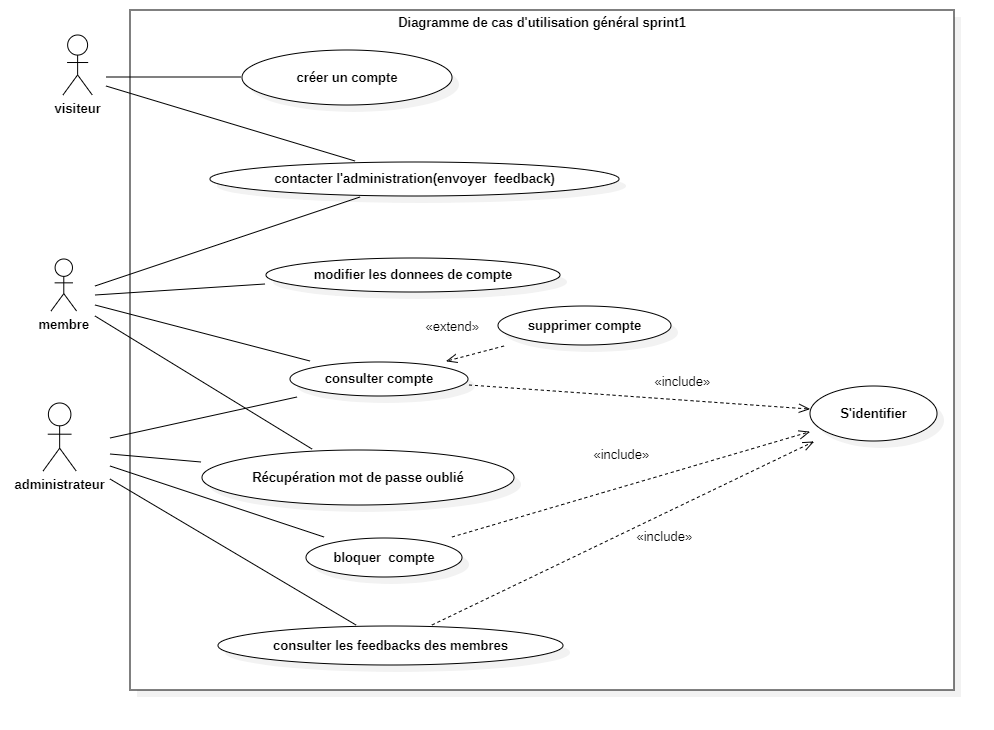 Diagramme de cas d'utilisation général sprint1
créer un compte
visiteur
contacter l'administration(envoyer  feedback)
modifier les donnees de compte
membre
«extend»
supprimer compte
consulter compte
«include»
S'identifier
«include»
Récupération mot de passe oublié
administrateur
«include»
bloquer  compte
consulter les feedbacks des membres